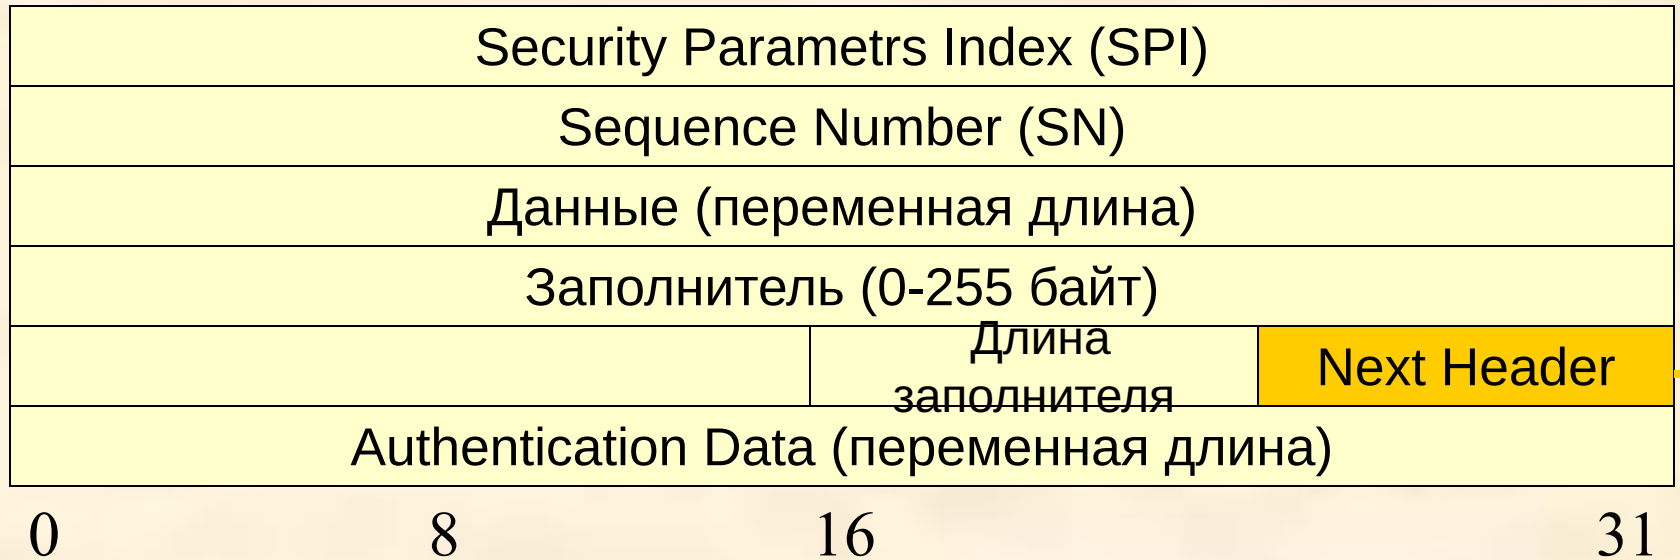 Security Parametrs Index (SPI)
Sequence Number (SN)
Данные (переменная длина)
Заполнитель (0-255 байт)
Длина
заполнителя
Next Header
Authentication Data (переменная длина)
0 8 16 31